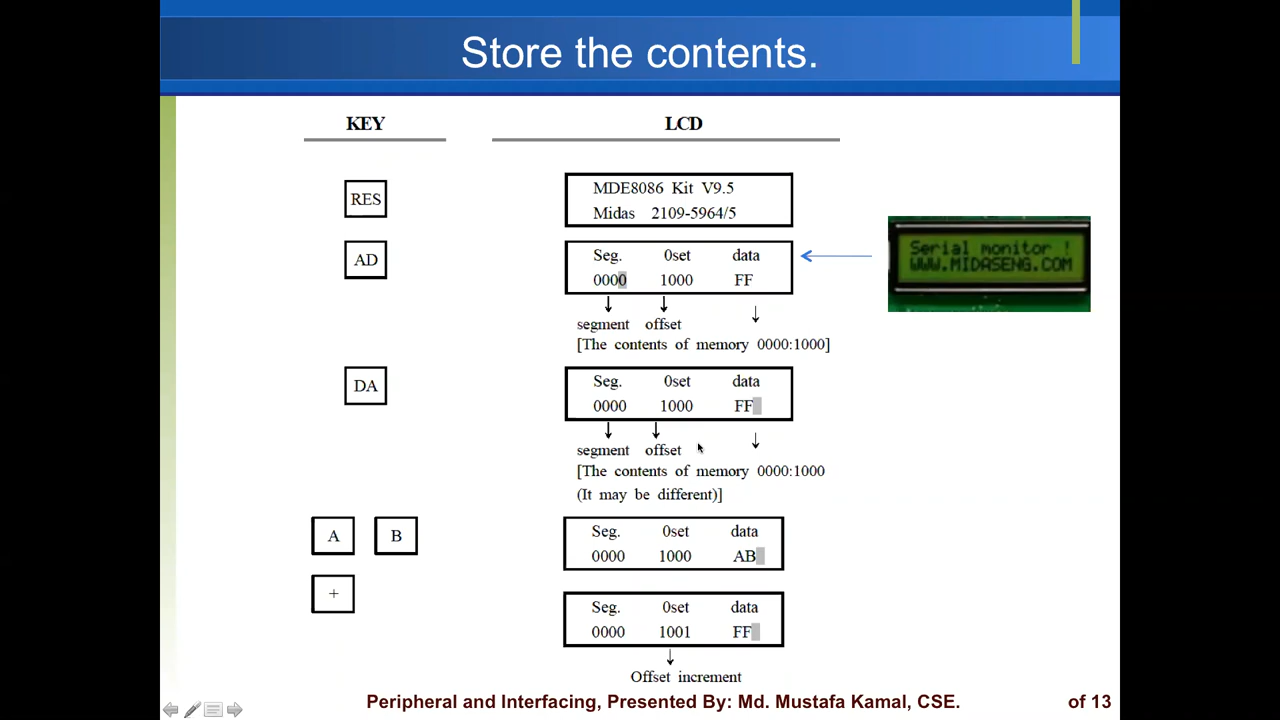 Store the contents.
KEY LCD
RES
MDE8086 Kit V9.5
Midas 2109-5964/5
AD
Seg. 0set data
0000 1000 FF
Serial monitor !
WWW.MIDASENG.COM
segment offset
[The contents of memory 0000:1000]
DA
Seg. 0set data
0000 1000 FF
segment offset
[The contents of memory 0000:1000
(It may be different)]
A B
Seg. 0set data
0000 1000 AB
+
Seg. 0set data
0000 1001 FF
Offset increment
Peripheral and Interfacing, Presented By: Md. Mustafa Kamal, CSE. of 13